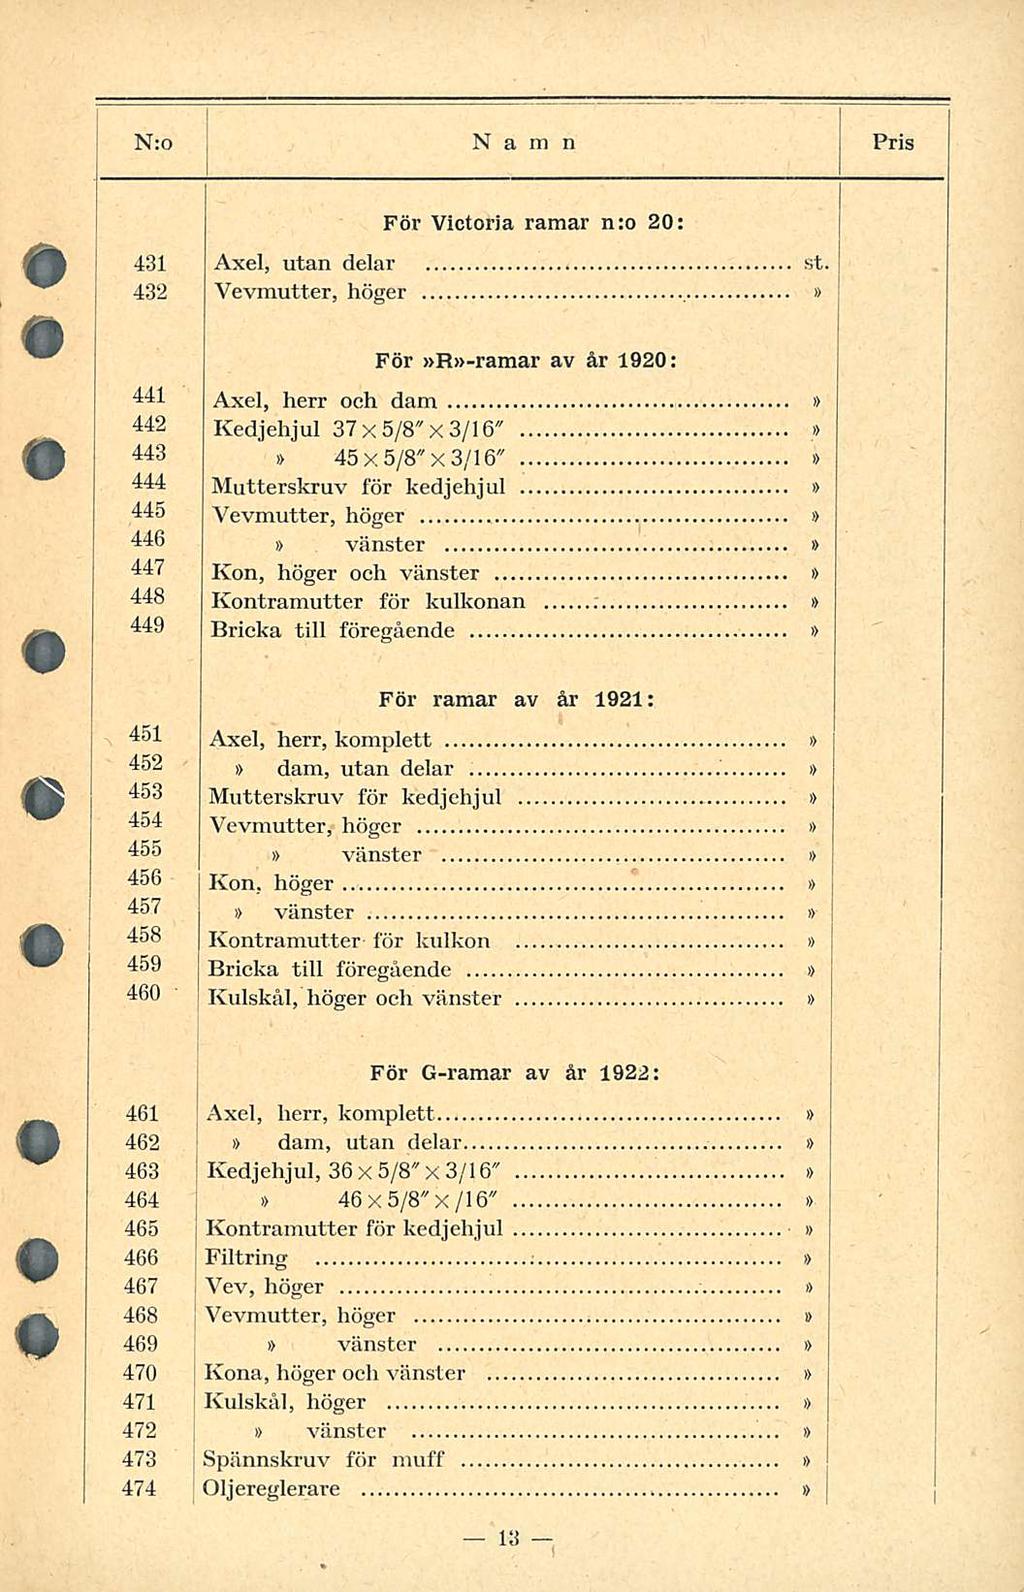 N:o N a m n Pris
För Victoria ramar n:o 20:
431 Axel, utan delar ........ st.
432 Vevmutter, höger ........ »
För »R»-ramar av år 1920:
441 Axel, herr och dam ........ »
442 Kedjehjul 37 × 5/8" × 3/16" ........ »
443 » 45 × 5/8" × 3/16" ........ »
444 Mutterskruv för kedjehjul ........ »
445 Vevmutter, höger ........ »
446 » vänster ........ »
447 Kon, höger och vänster ........ »
448 Kontramutter för kulkonan ........ »
449 Bricka till föregående ........ »
För ramar av år 1921:
451 Axel, herr, komplett ........ »
452 » dam, utan delar ........ »
453 Mutterskruv för kedjehjul ........ »
454 Vevmutter, höger ........ »
455 » vänster ........ »
456 Kon, höger ........ »
457 » vänster ........ »
458 Kontramutter för kulkon ........ »
459 Bricka till föregående ........ »
460 Kulskål, höger och vänster ........ »
För G-ramar av år 1922:
461 Axel, herr, komplett ........ »
462 » dam, utan delar ........ »
463 Kedjehjul, 36 × 5/8" × 3/16" ........ »
464 » 46 × 5/8" × /16" ........ »
465 Kontramutter för kedjehjul ........ »
466 Filtring ........ »
467 Vev, höger ........ »
468 Vevmutter, höger ........ »
469 » vänster ........ »
470 Kona, höger och vänster ........ »
471 Kulskål, höger ........ »
472 » vänster ........ »
473 Spännskruv för muff ........ »
474 Oljereglerare ........ »
— 13 —